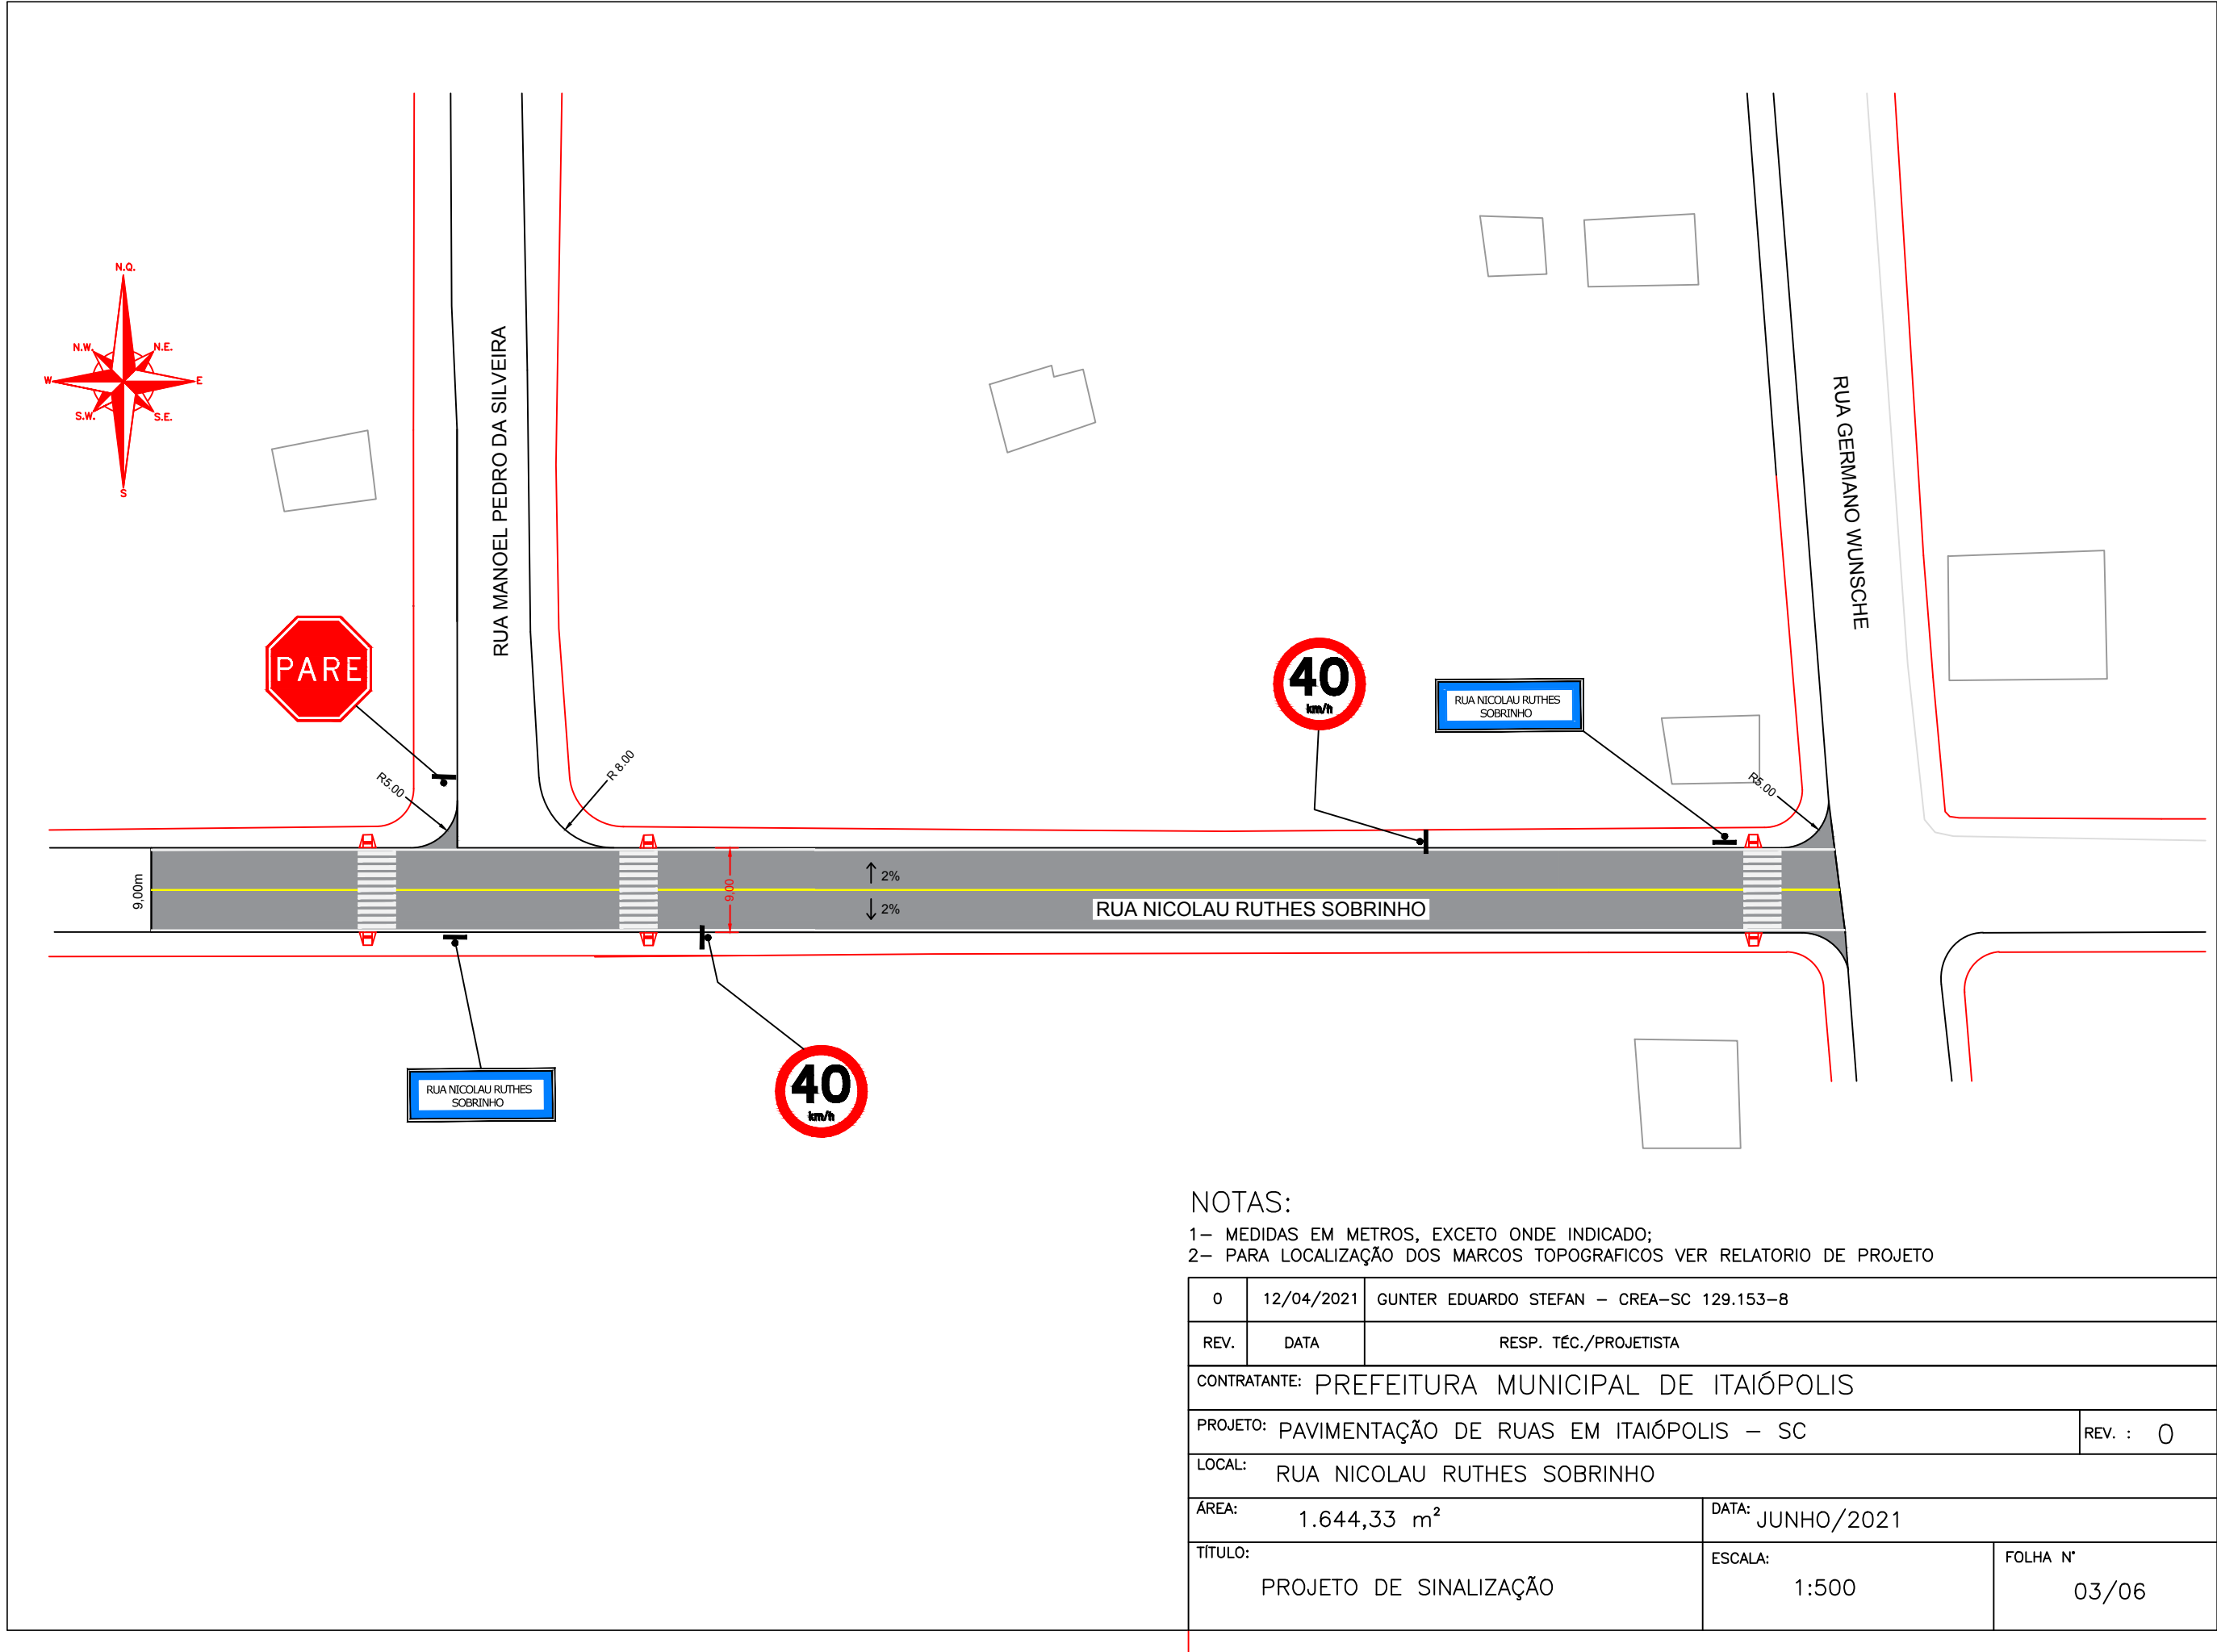 N.Q.
N.W.
N.E.
W
E
S.W.
S.E.
S
RUA MANOEL PEDRO DA SILVEIRA
RUA GERMANO WUNSCHE
PARE
40
km/h
RUA NICOLAU RUTHES
SOBRINHO
R5.00
R 8.00
R5.00
9,00m
9,00
2%
2%
RUA NICOLAU RUTHES SOBRINHO
RUA NICOLAU RUTHES
SOBRINHO
40
km/h
NOTAS:
1- MEDIDAS EM METROS, EXCETO ONDE INDICADO;
2- PARA LOCALIZAÇÃO DOS MARCOS TOPOGRAFICOS VER RELATORIO DE PROJETO
0 12/04/2021 GUNTER EDUARDO STEFAN - CREA-SC 129.153-8
REV. DATA RESP. TÉC./PROJETISTA
CONTRATANTE: PREFEITURA MUNICIPAL DE ITAIÓPOLIS
PROJETO: PAVIMENTAÇÃO DE RUAS EM ITAIÓPOLIS - SC REV. : 0
LOCAL: RUA NICOLAU RUTHES SOBRINHO
ÁREA: 1.644,33 m² DATA: JUNHO/2021
TÍTULO: ESCALA: FOLHA N°
PROJETO DE SINALIZAÇÃO 1:500 03/06